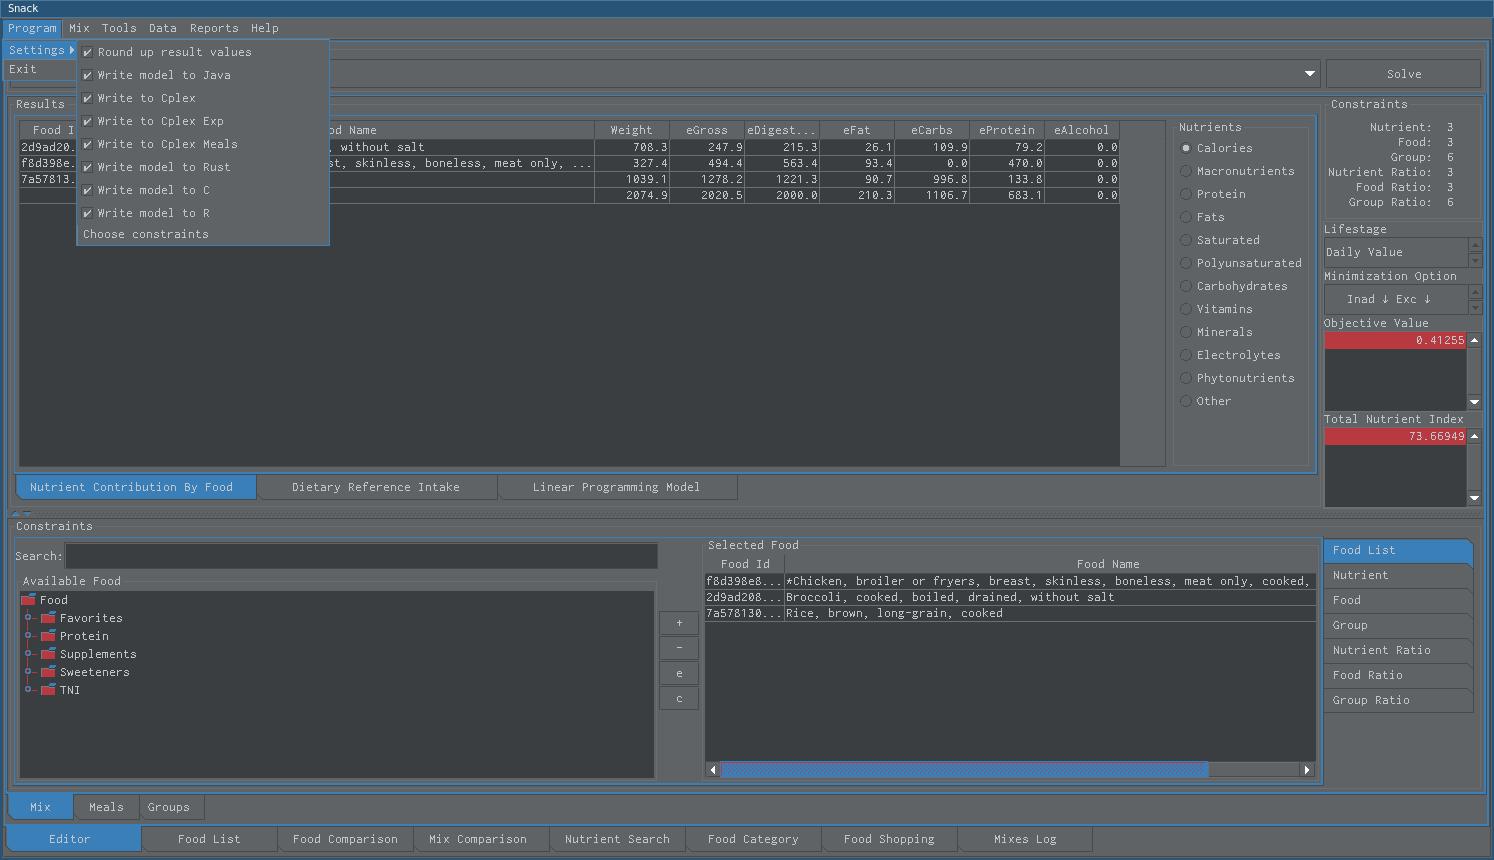 Snack
Program Mix Tools Data Reports Help
Settings
Exit
Round up result values
Write model to Java
Write to Cplex
Write to Cplex Exp
Write to Cplex Meals
Write model to Rust
Write model to C
Write model to R
Choose constraints
Solve
Results
Food I od Name Weight eGross eDigest... eFat eCarbs eProtein eAlcohol
2d9ad20. , without salt 708.3 247.9 215.3 26.1 109.9 79.2 0.0
f8d398e. st, skinless, boneless, meat only, ... 327.4 494.4 563.4 93.4 0.0 470.0 0.0
7a57813. 1039.1 1278.2 1221.3 90.7 996.8 133.8 0.0
2074.9 2020.5 2000.0 210.3 1106.7 683.1 0.0
Nutrients
Calories
Macronutrients
Protein
Fats
Saturated
Polyunsaturated
Carbohydrates
Vitamins
Minerals
Electrolytes
Phytonutrients
Other
Constraints
Nutrient: 3
Food: 3
Group: 6
Nutrient Ratio: 3
Food Ratio: 3
Group Ratio: 6
Lifestage
Daily Value
Minimization Option
Inad ↓ Exc ↓
Objective Value
0.41255
Total Nutrient Index
73.66949
Nutrient Contribution By Food Dietary Reference Intake Linear Programming Model
Constraints
Search:
Available Food
Food
Favorites
Protein
Supplements
Sweeteners
TNI
+
-
e
c
Selected Food
Food Id Food Name
f8d398e8... *Chicken, broiler or fryers, breast, skinless, boneless, meat only, cooked,
2d9ad208... Broccoli, cooked, boiled, drained, without salt
7a578130... Rice, brown, long-grain, cooked
Food List
Nutrient
Food
Group
Nutrient Ratio
Food Ratio
Group Ratio
Mix Meals Groups
Editor Food List Food Comparison Mix Comparison Nutrient Search Food Category Food Shopping Mixes Log